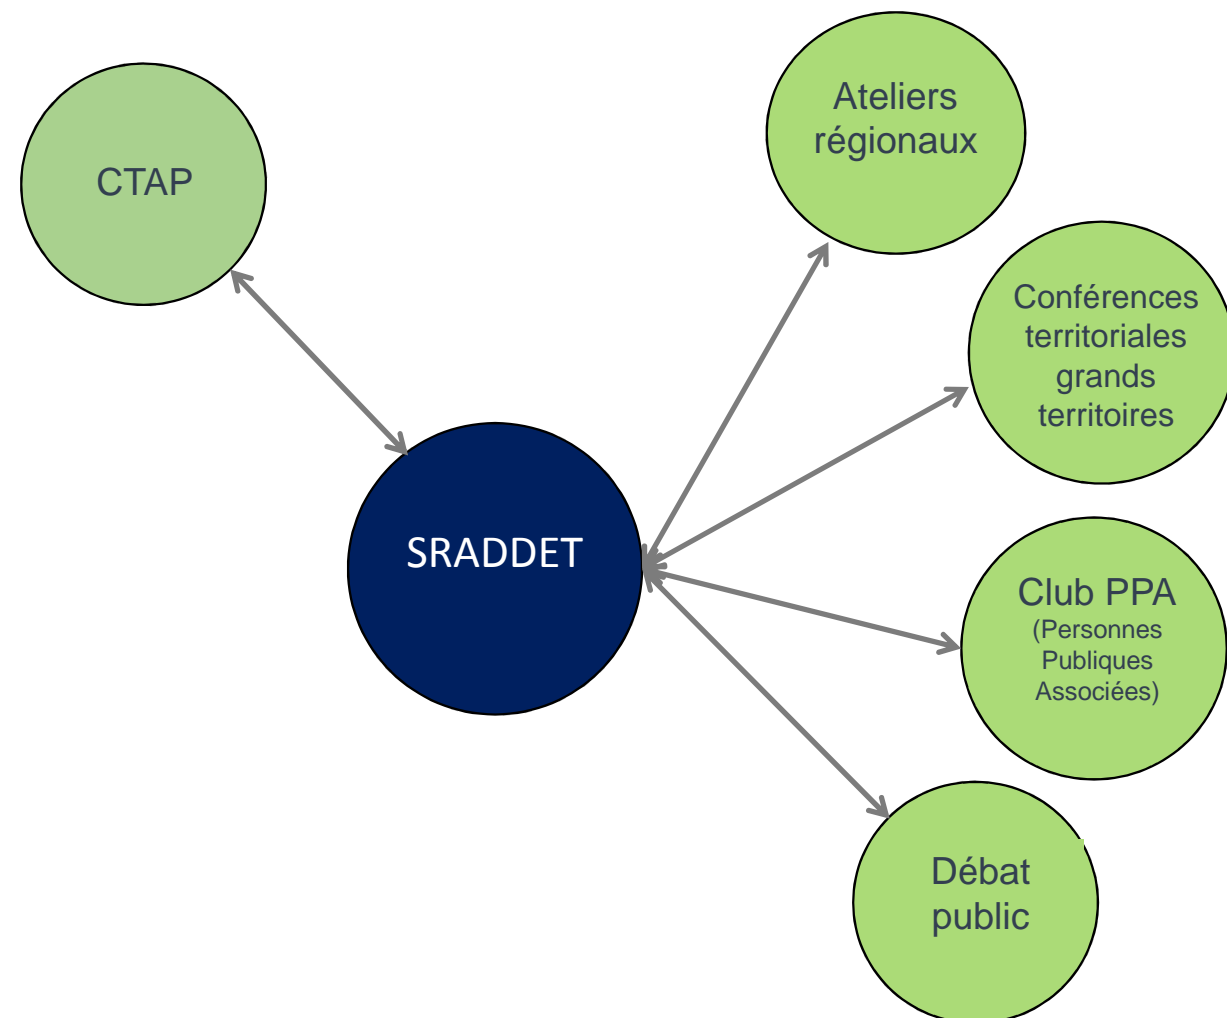 CTAP
Ateliers
régionaux
Conférences
territoriales
grands
territoires
SRADDET
Club PPA
(Personnes
Publiques
Associées)
Débat
public